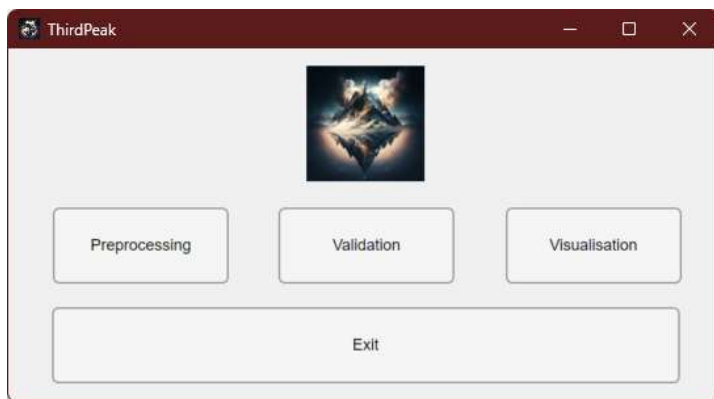 ThirdPeak
Preprocessing
Validation
Visualisation
Exit